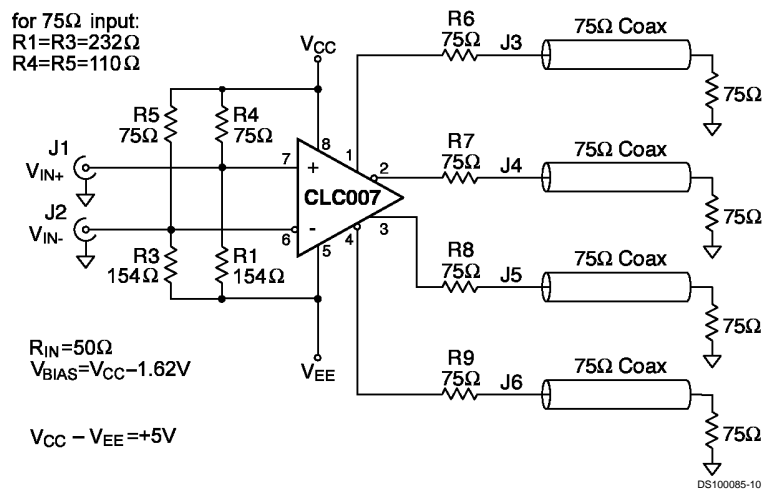 for 75Ω input:
R1=R3=232Ω
R4=R5=110Ω
VCC
R5
75Ω
R4
75Ω
J1
VIN+
J2
VIN-
R3
154Ω
R1
154Ω
7
+
8
1
2
CLC007
6
-
5
4
3
VEE
RIN=50Ω
VBIAS=VCC–1.62V
VCC – VEE=+5V
R6
75Ω
J3
75Ω Coax
75Ω
R7
75Ω
J4
75Ω Coax
75Ω
R8
75Ω
J5
75Ω Coax
75Ω
R9
75Ω
J6
75Ω Coax
75Ω
DS100085-10